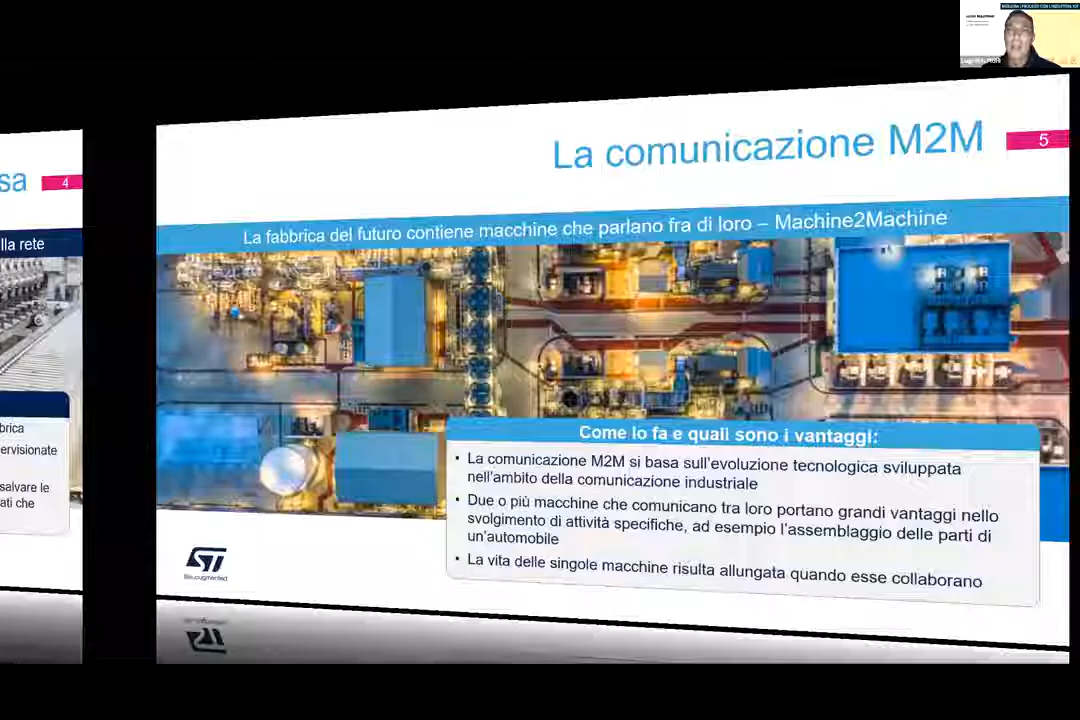 La comunicazione M2M
5
La fabbrica del futuro contiene macchine che parlano fra di loro – Machine2Machine
Come lo fa e quali sono i vantaggi:
• La comunicazione M2M si basa sull'evoluzione tecnologica sviluppata
nell'ambito della comunicazione industriale
• Due o più macchine che comunicano tra loro portano grandi vantaggi nello
svolgimento di attività specifiche, ad esempio l'assemblaggio delle parti di
un'automobile
• La vita delle singole macchine risulta allungata quando esse collaborano
ST
life.augmented
sa
4
lla rete
brica
ervisionate
salvare le
ati che